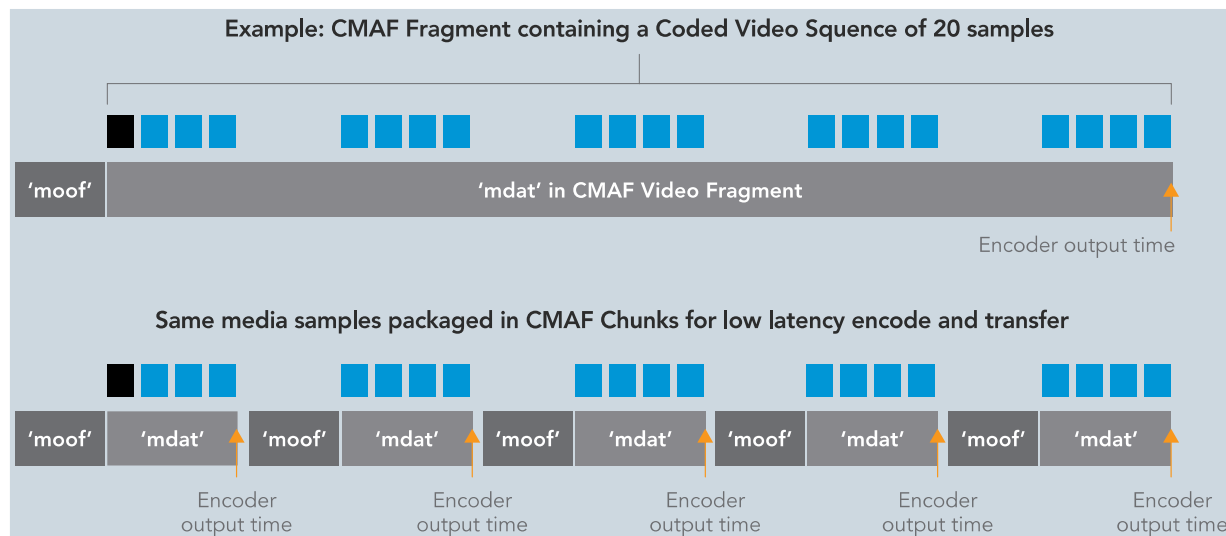 Example: CMAF Fragment containing a Coded Video Squence of 20 samples
‘moof’ ‘mdat’ in CMAF Video Fragment
Encoder output time
Same media samples packaged in CMAF Chunks for low latency encode and transfer
‘moof’ ‘mdat’ ‘moof’ ‘mdat’ ‘moof’ ‘mdat’ ‘moof’ ‘mdat’ ‘moof’ ‘mdat’
Encoder Encoder Encoder Encoder Encoder
output time output time output time output time output time